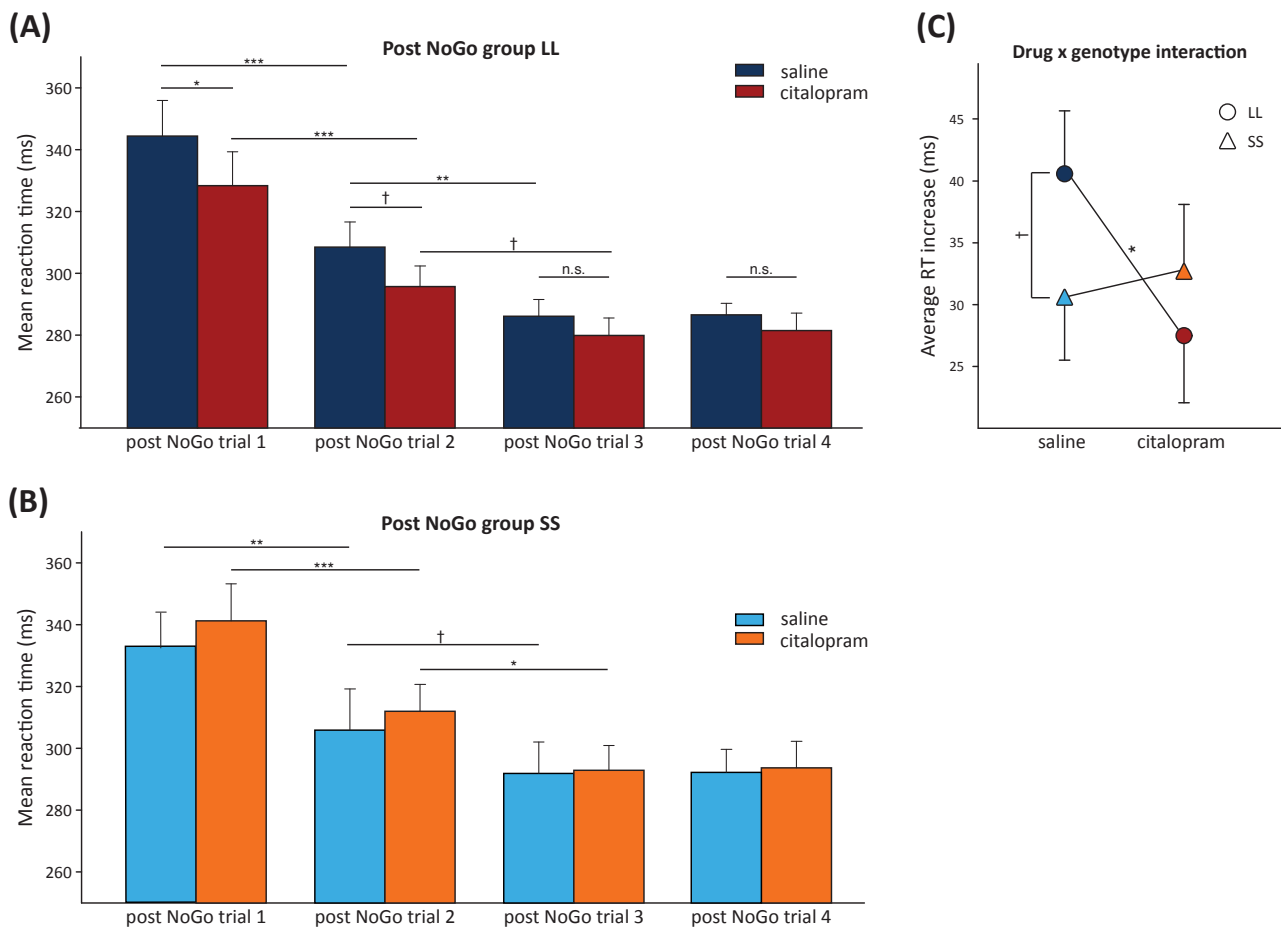 (A)
Post NoGo group LL
saline
citalopram
Mean reaction time (ms)
360
340
320
300
280
260
***
*
***
**
†
†
n.s.
n.s.
post NoGo trial 1
post NoGo trial 2
post NoGo trial 3
post NoGo trial 4
(C)
Drug x genotype interaction
LL
SS
Average RT increase (ms)
45
40
35
30
25
†
*
saline
citalopram
(B)
Post NoGo group SS
saline
citalopram
Mean reaction time (ms)
360
340
320
300
280
260
**
***
†
*
post NoGo trial 1
post NoGo trial 2
post NoGo trial 3
post NoGo trial 4